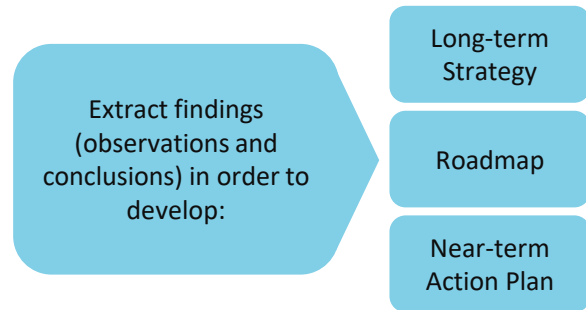 Extract findings
(observations and
conclusions) in order to
develop:
Long-term
Strategy
Roadmap
Near-term
Action Plan